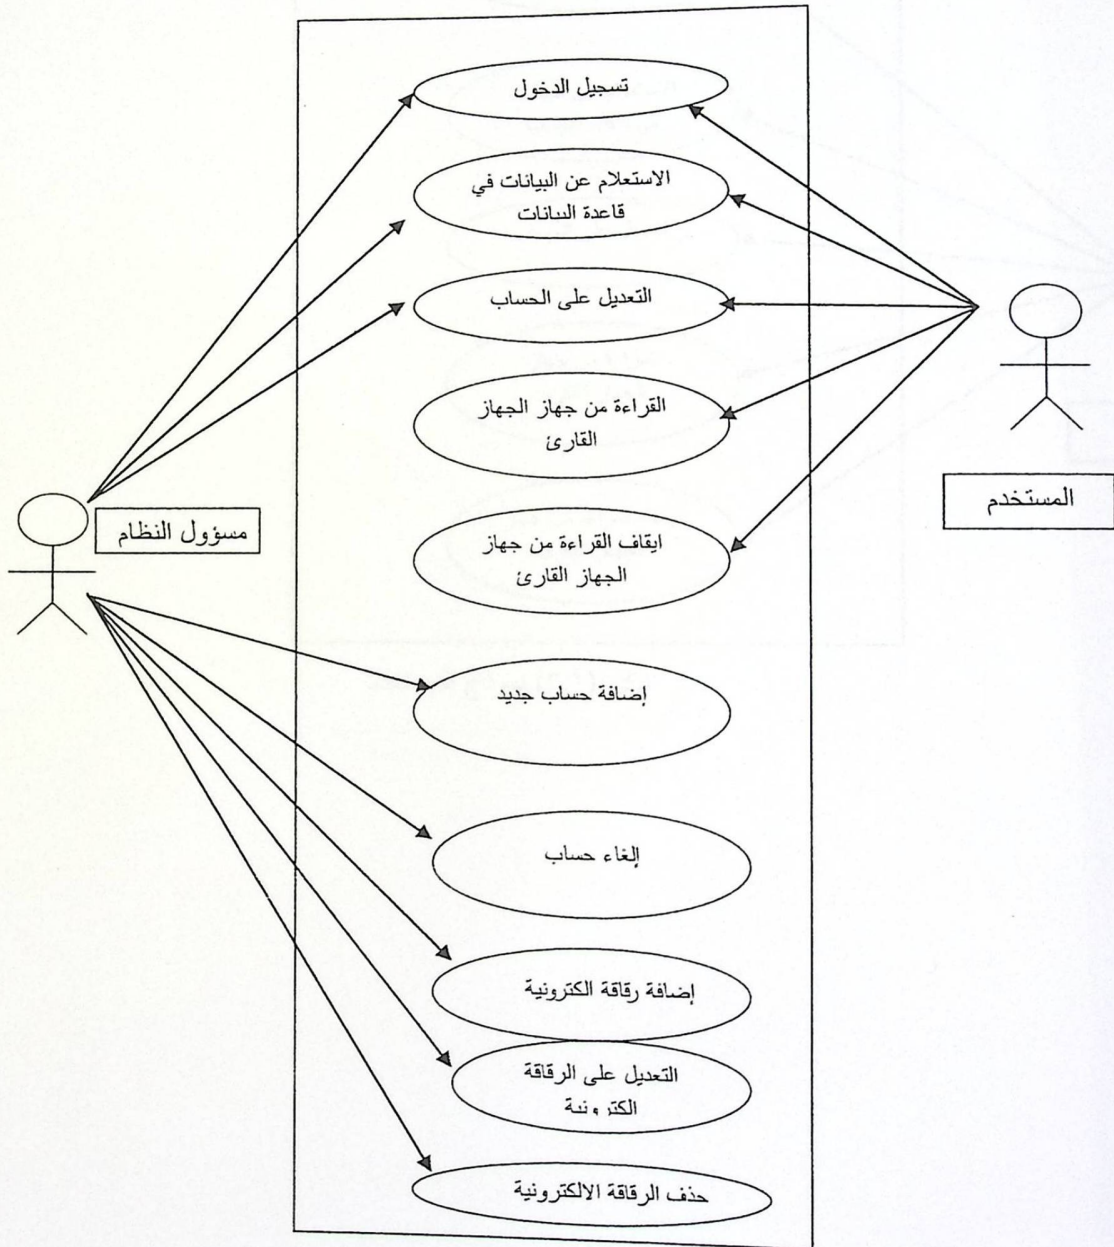 تسجيل الدخول
الاستعلام عن البيانات في
قاعدة البيانات
التعديل على الحساب
القراءة من جهاز الجهاز
القارئ
المستخدم
مسؤول النظام
ايقاف القراءة من جهاز
الجهاز القارئ
إضافة حساب جديد
إلغاء حساب
إضافة رقاقة الكترونية
التعديل على الرقاقة
الكترونية
حذف الرقاقة الالكترونية